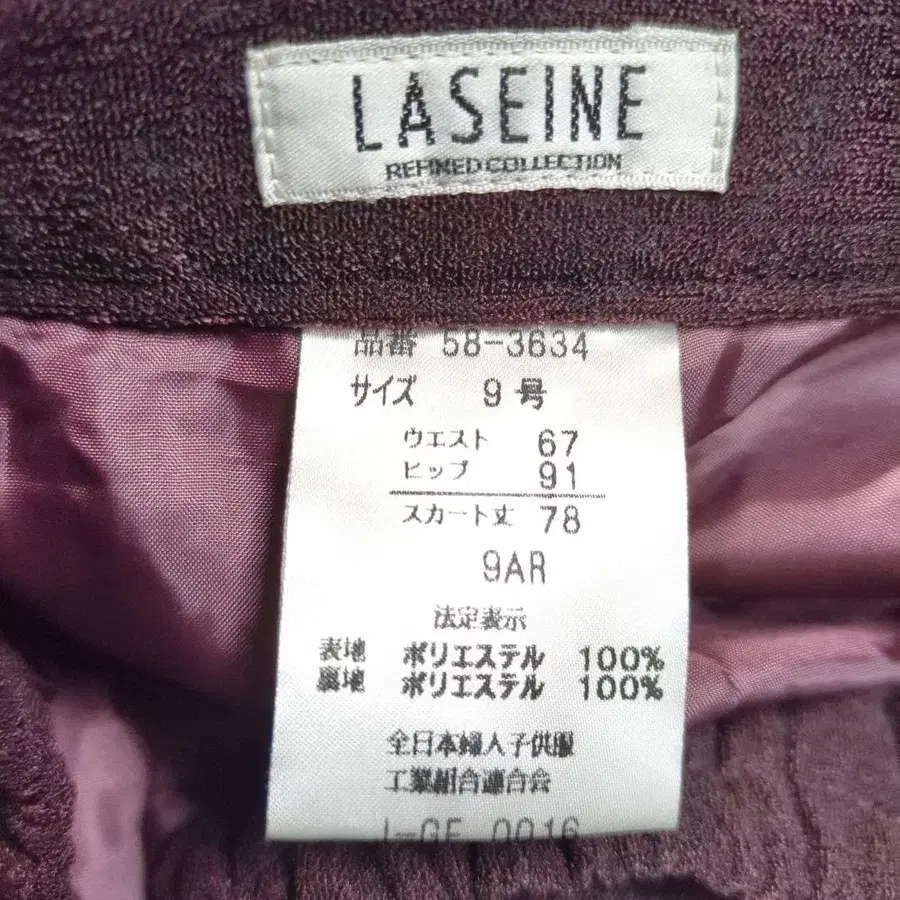 LASEINE
REFINED COLLECTION
品番 58-3634
サイズ 9号
ウエスト 67
ヒップ 91
スカート丈 78
9AR
法定表示
表地 ポリエステル 100%
裏地 ポリエステル 100%
全日本婦人子供服
工業組合連合会
J-GF 0016